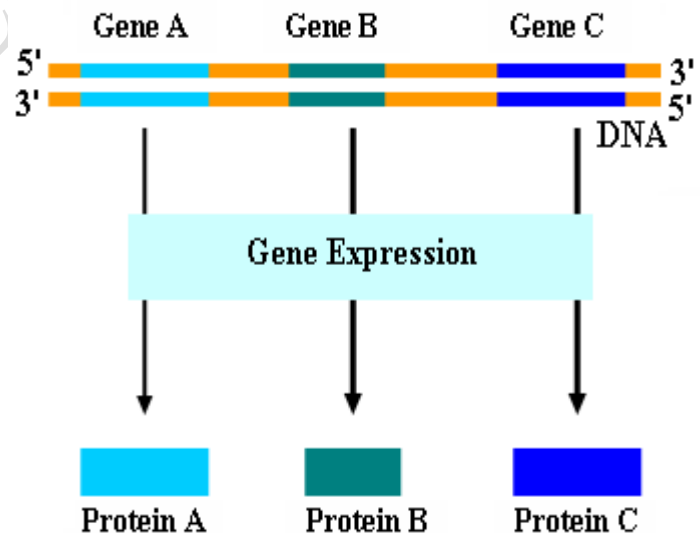 Gene A Gene B Gene C
5' 3'
3' 5'
DNA
Gene Expression
Protein A Protein B Protein C